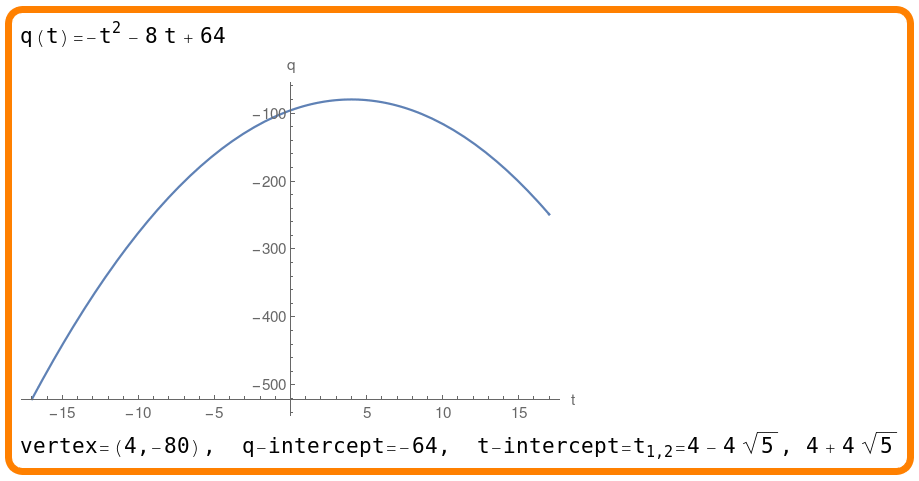 q(t)=-t² - 8 t + 64
q
-100
-200
-300
-400
-500
-15 -10 -5 5 10 15 t
vertex=(4,-80), q-intercept=-64, t-intercept=t₁,₂=4 - 4 √5, 4 + 4 √5